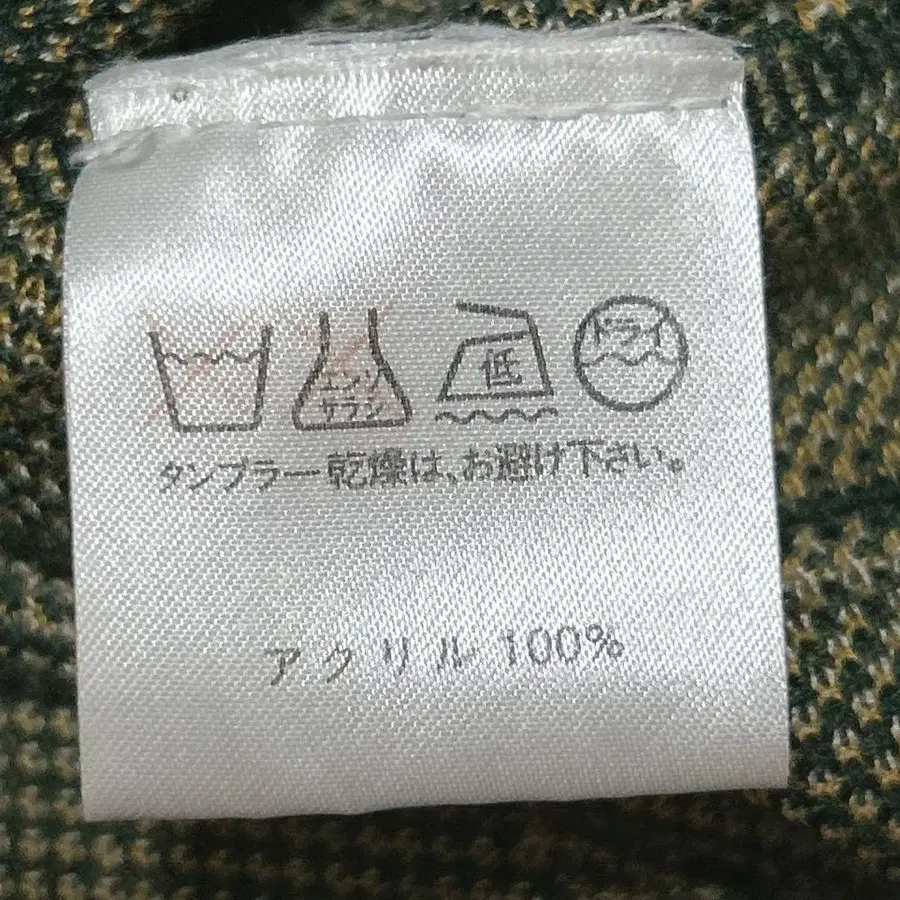 エンソ
サラシ
低
ドライ
タンブラー乾燥は、お避け下さい。
アクリル 100%